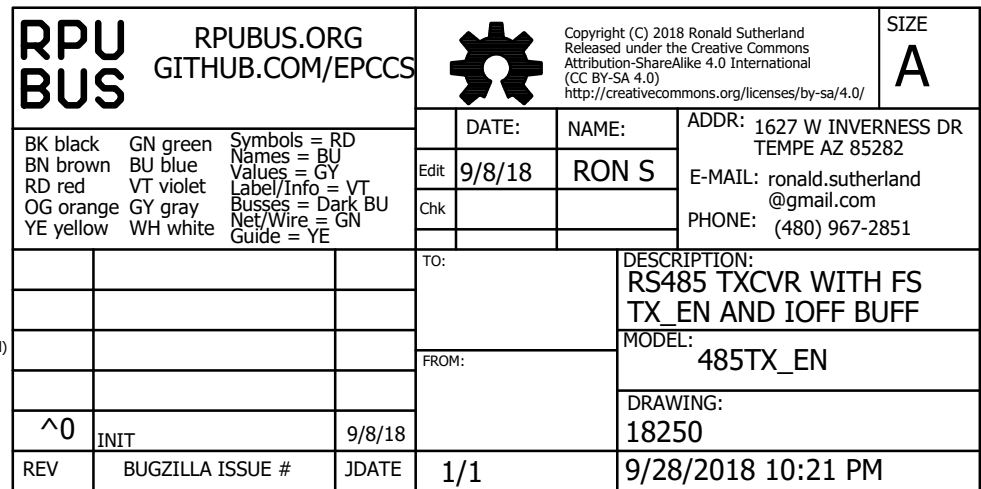 RPU
BUS
RPUBUS.ORG
GITHUB.COM/EPCCS
Copyright (C) 2018 Ronald Sutherland
Released under the Creative Commons
Attribution-ShareAlike 4.0 International
(CC BY-SA 4.0)
http://creativecommons.org/licenses/by-sa/4.0/
SIZE
A
BK black GN green
BN brown BU blue
RD red VT violet
OG orange GY gray
YE yellow WH white
Symbols = RD
Names = BU
Values = GY
Label/Info = VT
Busses = Dark BU
Net/Wire = GN
Guide = YE
DATE: NAME:
Edit 9/8/18 RON S
Chk
ADDR: 1627 W INVERNESS DR
TEMPE AZ 85282
E-MAIL: ronald.sutherland
@gmail.com
PHONE: (480) 967-2851
TO:
FROM:
DESCRIPTION:
RS485 TXCVR WITH FS
TX_EN AND IOFF BUFF
MODEL:
485TX_EN
DRAWING:
18250
^0 INIT 9/8/18
REV BUGZILLA ISSUE # JDATE
1/1
9/28/2018 10:21 PM